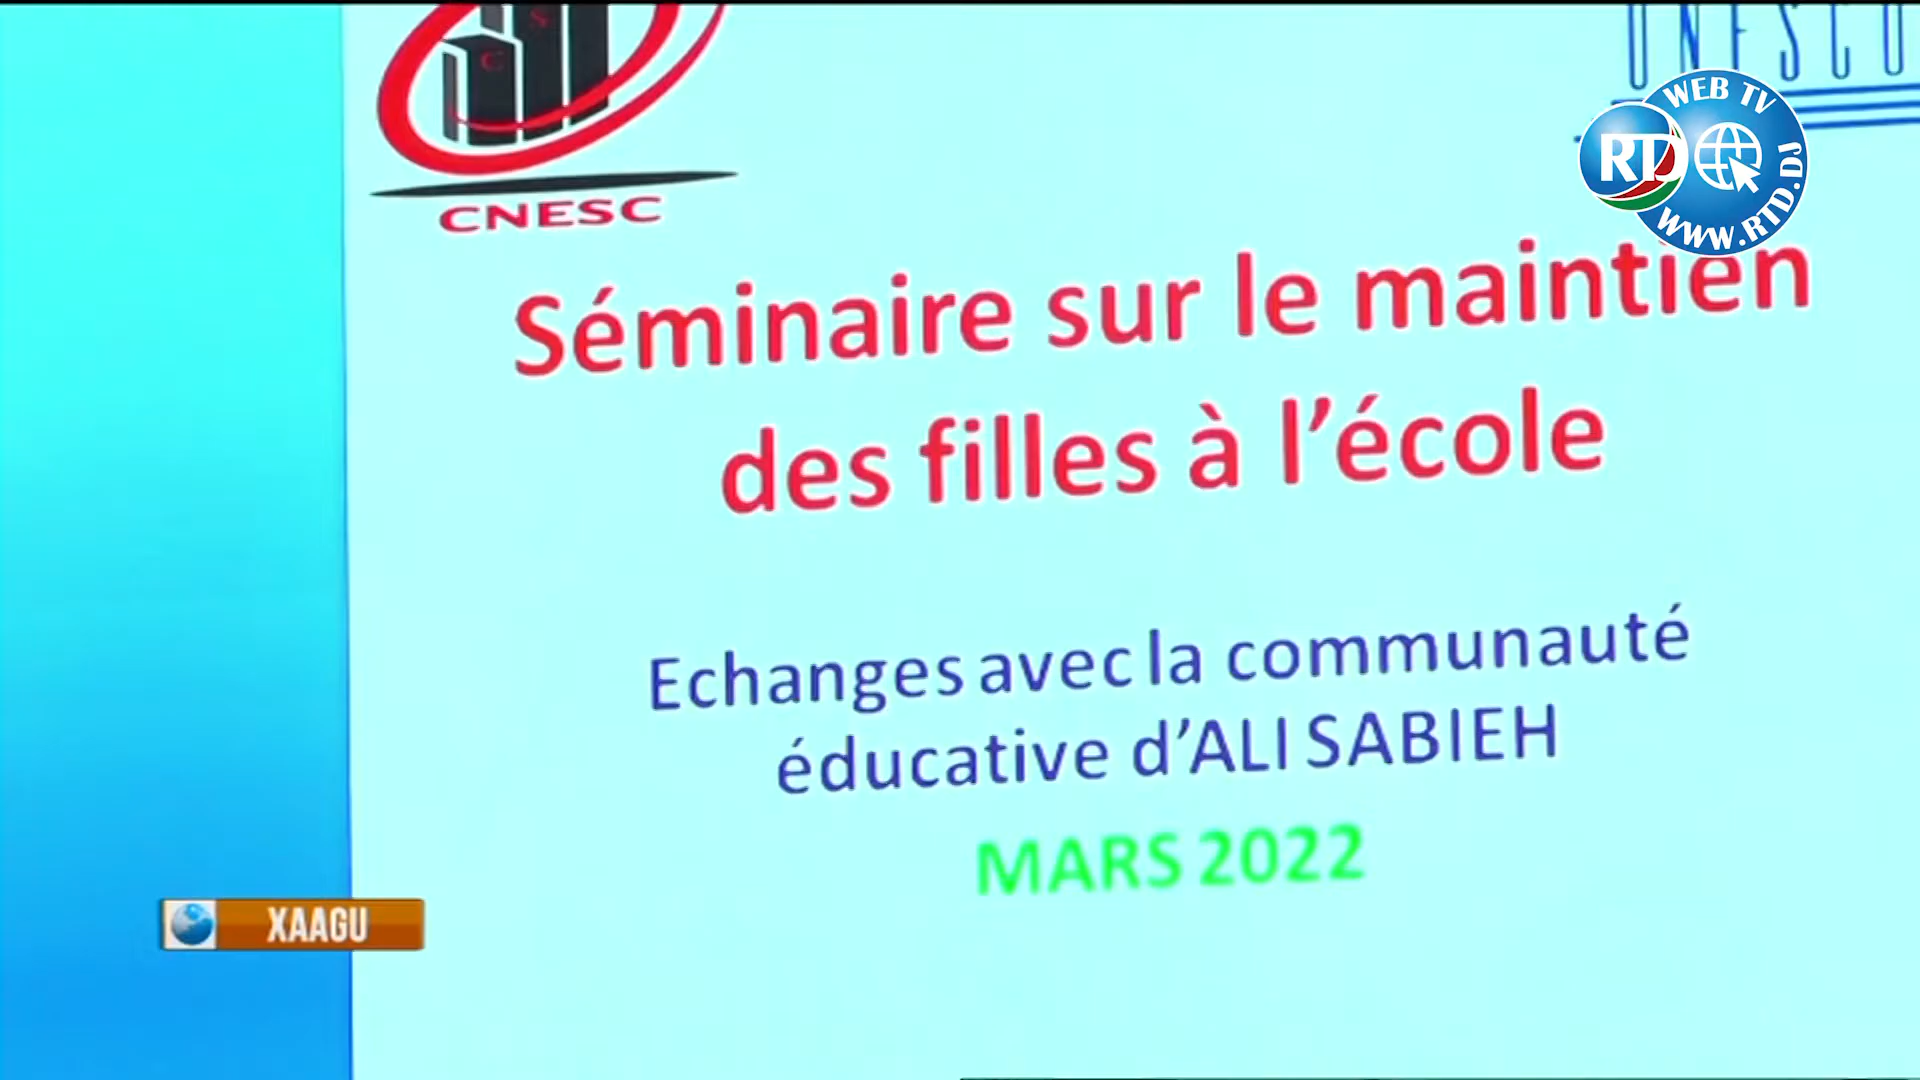 UNESCO
WEB TV
RTD
WWW.RTD.DJ
CNESC
Séminaire sur le maintien
des filles à l'école
Echanges avec la communauté
éducative d'ALI SABIEH
MARS 2022
XAAGU